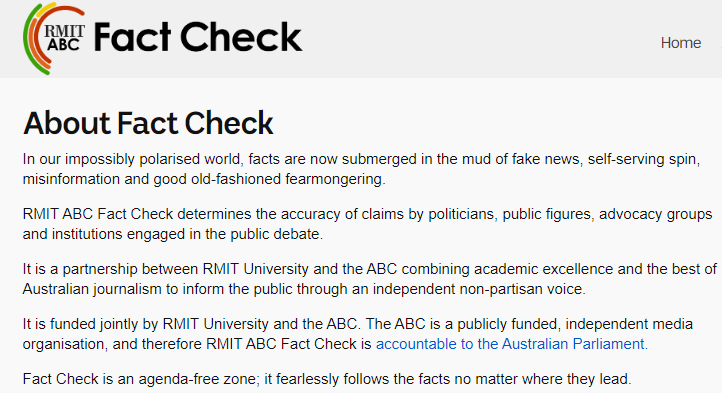 RMIT
ABC
Fact Check
Home
About Fact Check
In our impossibly polarised world, facts are now submerged in the mud of fake news, self-serving spin,
misinformation and good old-fashioned fearmongering.
RMIT ABC Fact Check determines the accuracy of claims by politicians, public figures, advocacy groups
and institutions engaged in the public debate.
It is a partnership between RMIT University and the ABC combining academic excellence and the best of
Australian journalism to inform the public through an independent non-partisan voice.
It is funded jointly by RMIT University and the ABC. The ABC is a publicly funded, independent media
organisation, and therefore RMIT ABC Fact Check is accountable to the Australian Parliament.
Fact Check is an agenda-free zone; it fearlessly follows the facts no matter where they lead.